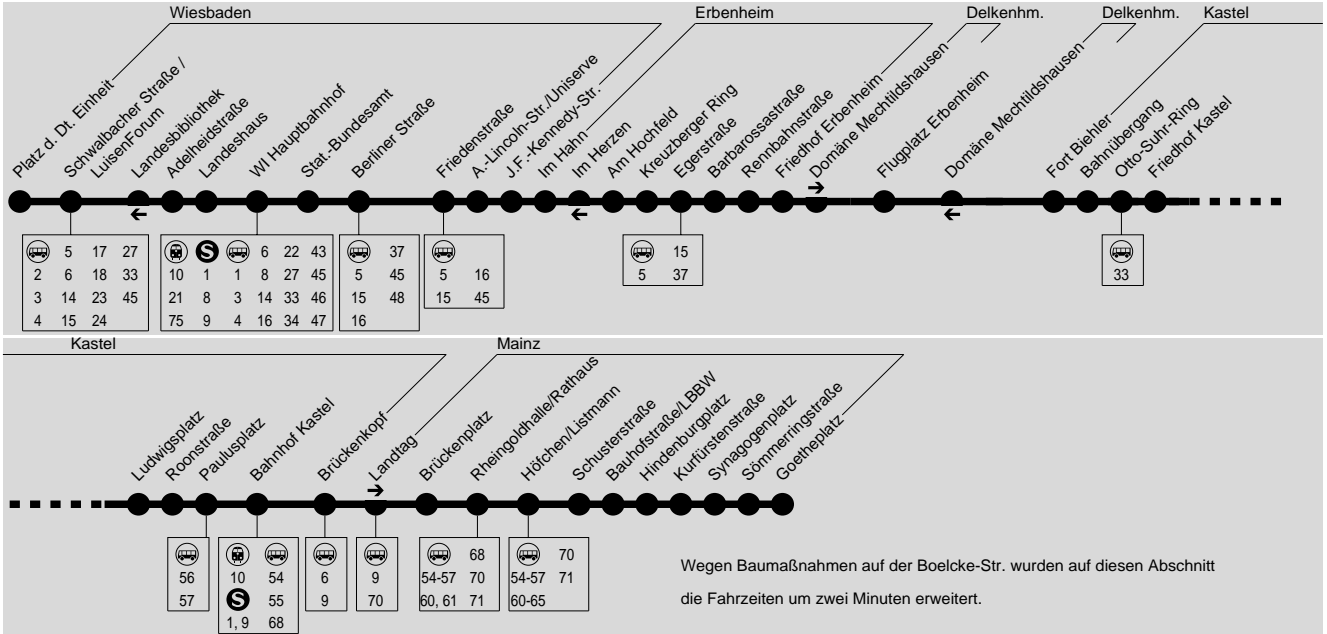 Wiesbaden Erbenheim Delkenhm. Delkenhm. Kastel
Platz d. Dt. Einheit
Schwalbacher Straße /
LuisenForum
Landesbibliothek
Adelheidstraße
Landeshaus
WI Hauptbahnhof
Stat.-Bundesamt
Berliner Straße
Friedenstraße
A.-Lincoln-Str./Uniserve
J.F.-Kennedy-Str.
Im Hahn
Im Herzen
Am Hochfeld
Kreuzberger Ring
Egerstraße
Barbarossastraße
Rennbahnstraße
Friedhof Erbenheim
Domäne Mechtildshausen
Flugplatz Erbenheim
Domäne Mechtildshausen
Fort Biehler
Bahnübergang
Otto-Suhr-Ring
Friedhof Kastel
→
← ← ←
5 17 27
2 6 18 33
3 14 23 45
4 15 24
S 6 22 43
10 1 1 8 27 45
21 8 3 14 33 46
75 9 4 16 34 47
37
5 45
15 48
16
5 16
15 45
15
5 37
33
Kastel Mainz
Ludwigsplatz
Roonstraße
Paulusplatz
Bahnhof Kastel
Brückenkopf
Landtag
Brückenplatz
Rheingoldhalle/Rathaus
Höfchen/Listmann
Schusterstraße
Bauhofstraße/LBBW
Hindenburgplatz
Kurfürstenstraße
Synagogenplatz
Sömmerringstraße
Goetheplatz
→
56
57
10 54
S 55
1, 9 68
6
9
9
70
68
54-57 70
60, 61 71
70
54-57 71
60-65
Wegen Baumaßnahmen auf der Boelcke-Str. wurden auf diesen Abschnitt
die Fahrzeiten um zwei Minuten erweitert.